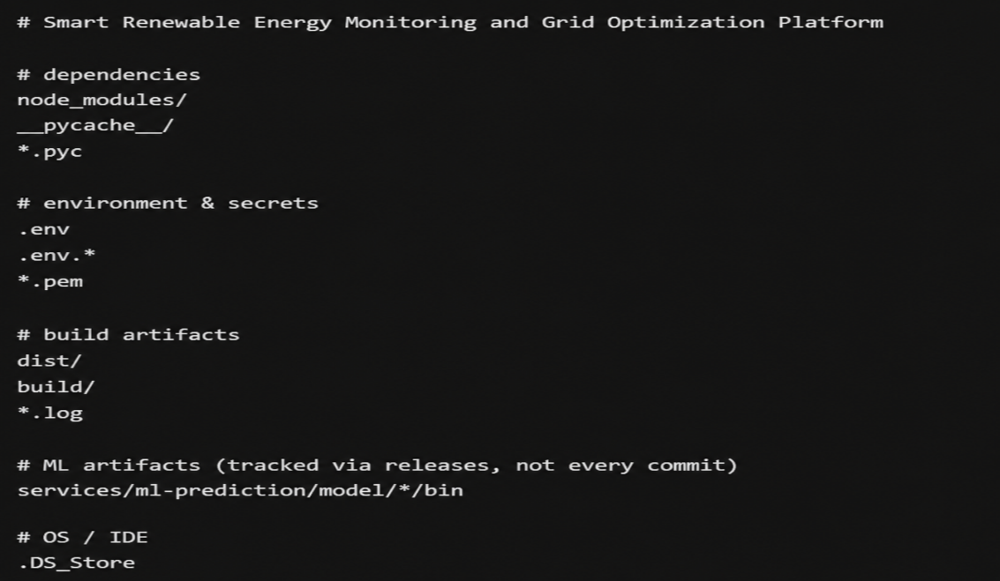 # Smart Renewable Energy Monitoring and Grid Optimization Platform
# dependencies
node_modules/
__pycache__/
*.pyc
# environment & secrets
.env
.env.*
*.pem
# build artifacts
dist/
build/
*.log
# ML artifacts (tracked via releases, not every commit)
services/ml-prediction/model/*/bin
# OS / IDE
.DS_Store